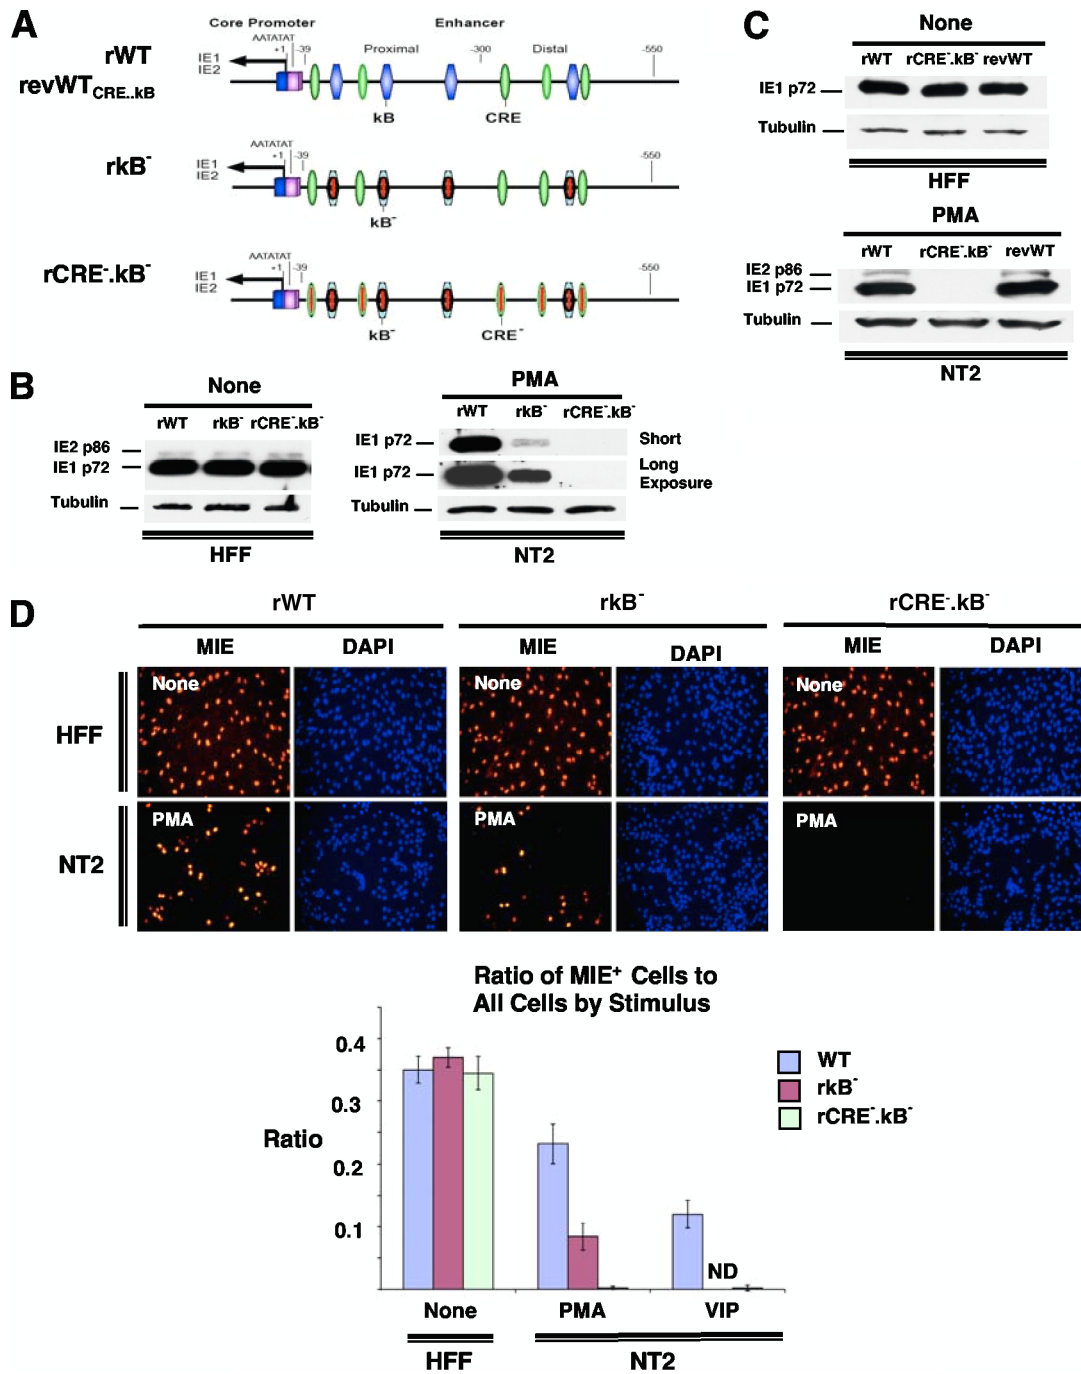 A
Core Promoter
Enhancer
AATATAT
rWT
revWTCRE..kB
IE1
IE2
+1
-39
Proximal
-300
Distal
-550
kB
CRE
rkB-
AATATAT
IE1
IE2
+1
-39
-550
kB-
rCRE-.kB-
AATATAT
IE1
IE2
+1
-39
-550
kB-
CRE-
B
None
rWT rkB- rCRE-.kB-
IE2 p86
IE1 p72
Tubulin
HFF
PMA
rWT rkB- rCRE-.kB-
IE1 p72
Short
IE1 p72
Long
Exposure
Tubulin
NT2
C
None
rWT rCRE-.kB- revWT
IE1 p72
Tubulin
HFF
PMA
rWT rCRE-.kB- revWT
IE2 p86
IE1 p72
Tubulin
NT2
D
rWT rkB- rCRE-.kB-
MIE DAPI MIE DAPI MIE DAPI
HFF
None None None
NT2
PMA PMA PMA
Ratio of MIE+ Cells to
All Cells by Stimulus
Ratio
0.4
0.3
0.2
0.1
WT
rkB-
rCRE-.kB-
ND
None PMA VIP
HFF NT2